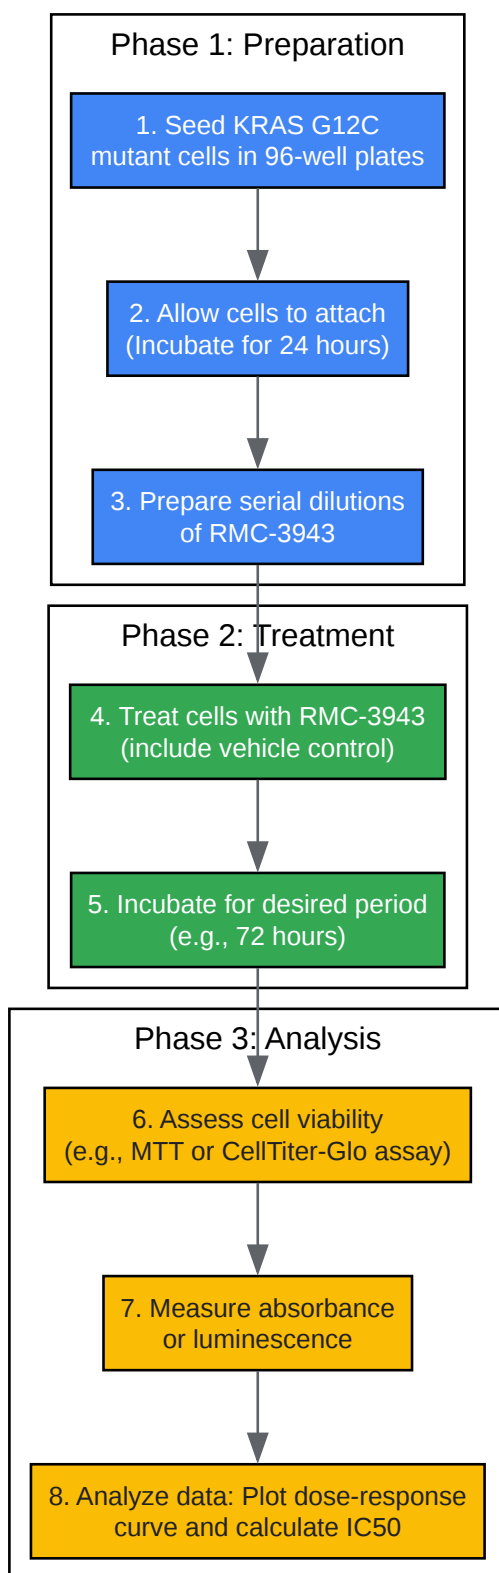 Phase 1: Preparation
1. Seed KRAS G12C
mutant cells in 96-well plates
2. Allow cells to attach
(Incubate for 24 hours)
3. Prepare serial dilutions
of RMC-3943
Phase 2: Treatment
4. Treat cells with RMC-3943
(include vehicle control)
5. Incubate for desired period
(e.g., 72 hours)
Phase 3: Analysis
6. Assess cell viability
(e.g., MTT or CellTiter-Glo assay)
7. Measure absorbance
or luminescence
8. Analyze data: Plot dose-response
curve and calculate IC50